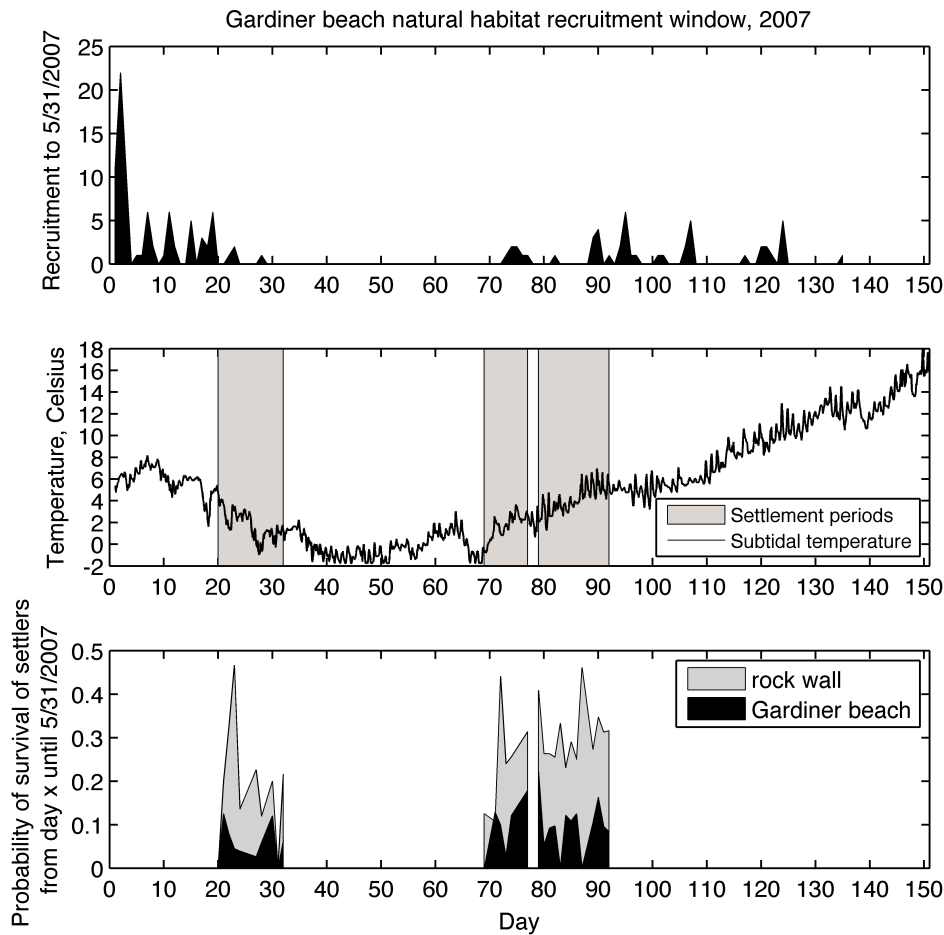 Gardiner beach natural habitat recruitment window, 2007
Recruitment to 5/31/2007
25
20
15
10
5
0
0 10 20 30 40 50 60 70 80 90 100 110 120 130 140 150
Temperature, Celsius
18
16
14
12
10
8
6
4
2
0
-2
Settlement periods
Subtidal temperature
0 10 20 30 40 50 60 70 80 90 100 110 120 130 140 150
Probability of survival of settlers
from day x until 5/31/2007
0.5
0.4
0.3
0.2
0.1
0
rock wall
Gardiner beach
0 10 20 30 40 50 60 70 80 90 100 110 120 130 140 150
Day